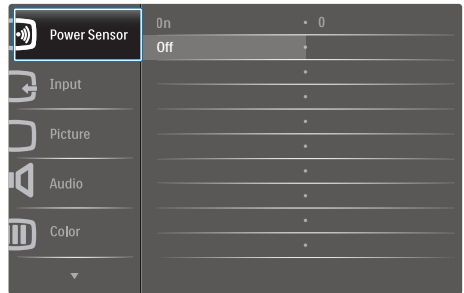 Power Sensor
On • 0
Off •
•
Input
•
•
Picture
•
•
Audio
•
•
Color
•
▼